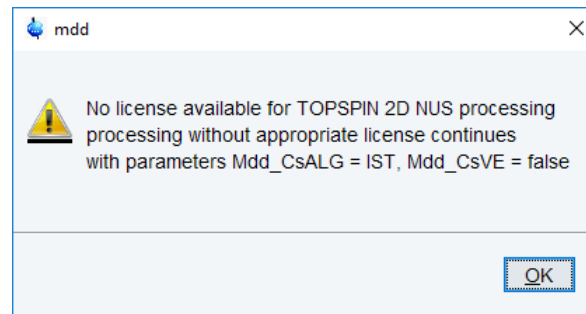 mdd
No license available for TOPSPIN 2D NUS processing
processing without appropriate license continues
with parameters Mdd_CsALG = IST, Mdd_CsVE = false
OK